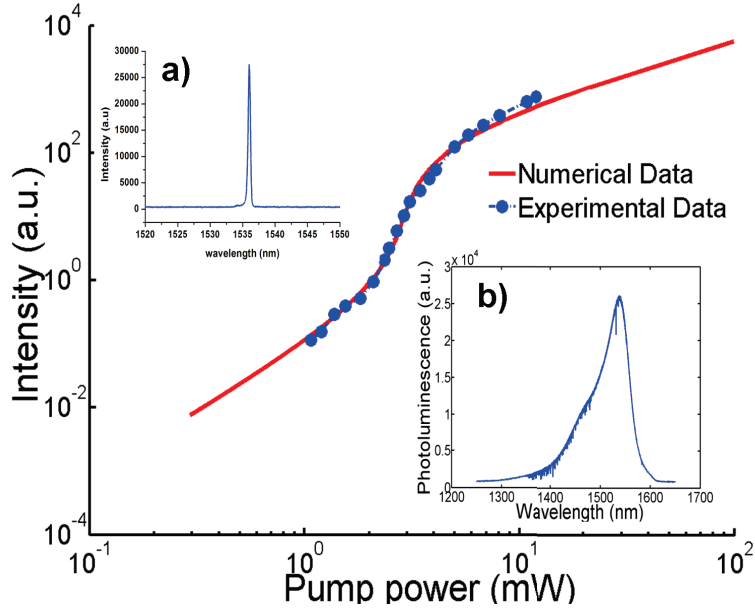 10^4
10^2
10^0
10^-2
10^-4
Intensity (a.u.)
10^-1
10^0
10^1
10^2
Pump power (mW)
Numerical Data
Experimental Data
a)
30000
25000
20000
15000
10000
5000
0
Intensity (a.u)
1520 1525 1530 1535 1540 1545 1550
wavelength (nm)
b)
× 10^4
3
2.5
2
1.5
1
0.5
0
Photoluminescence (a.u.)
1200 1300 1400 1500 1600 1700
Wavelength (nm)